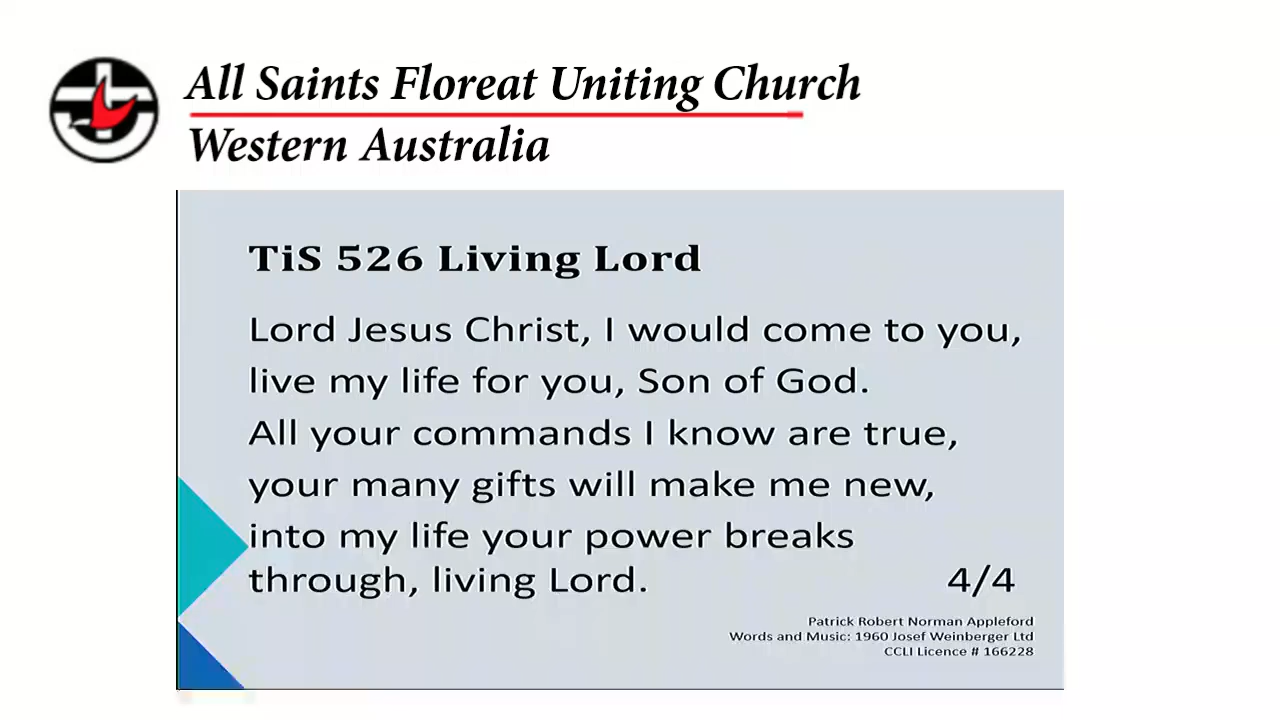 All Saints Floreat Uniting Church
Western Australia
TiS 526 Living Lord
Lord Jesus Christ, I would come to you,
live my life for you, Son of God.
All your commands I know are true,
your many gifts will make me new,
into my life your power breaks
through, living Lord.
4/4
Patrick Robert Norman Appleford
Words and Music: 1960 Josef Weinberger Ltd
CCLI Licence # 166228